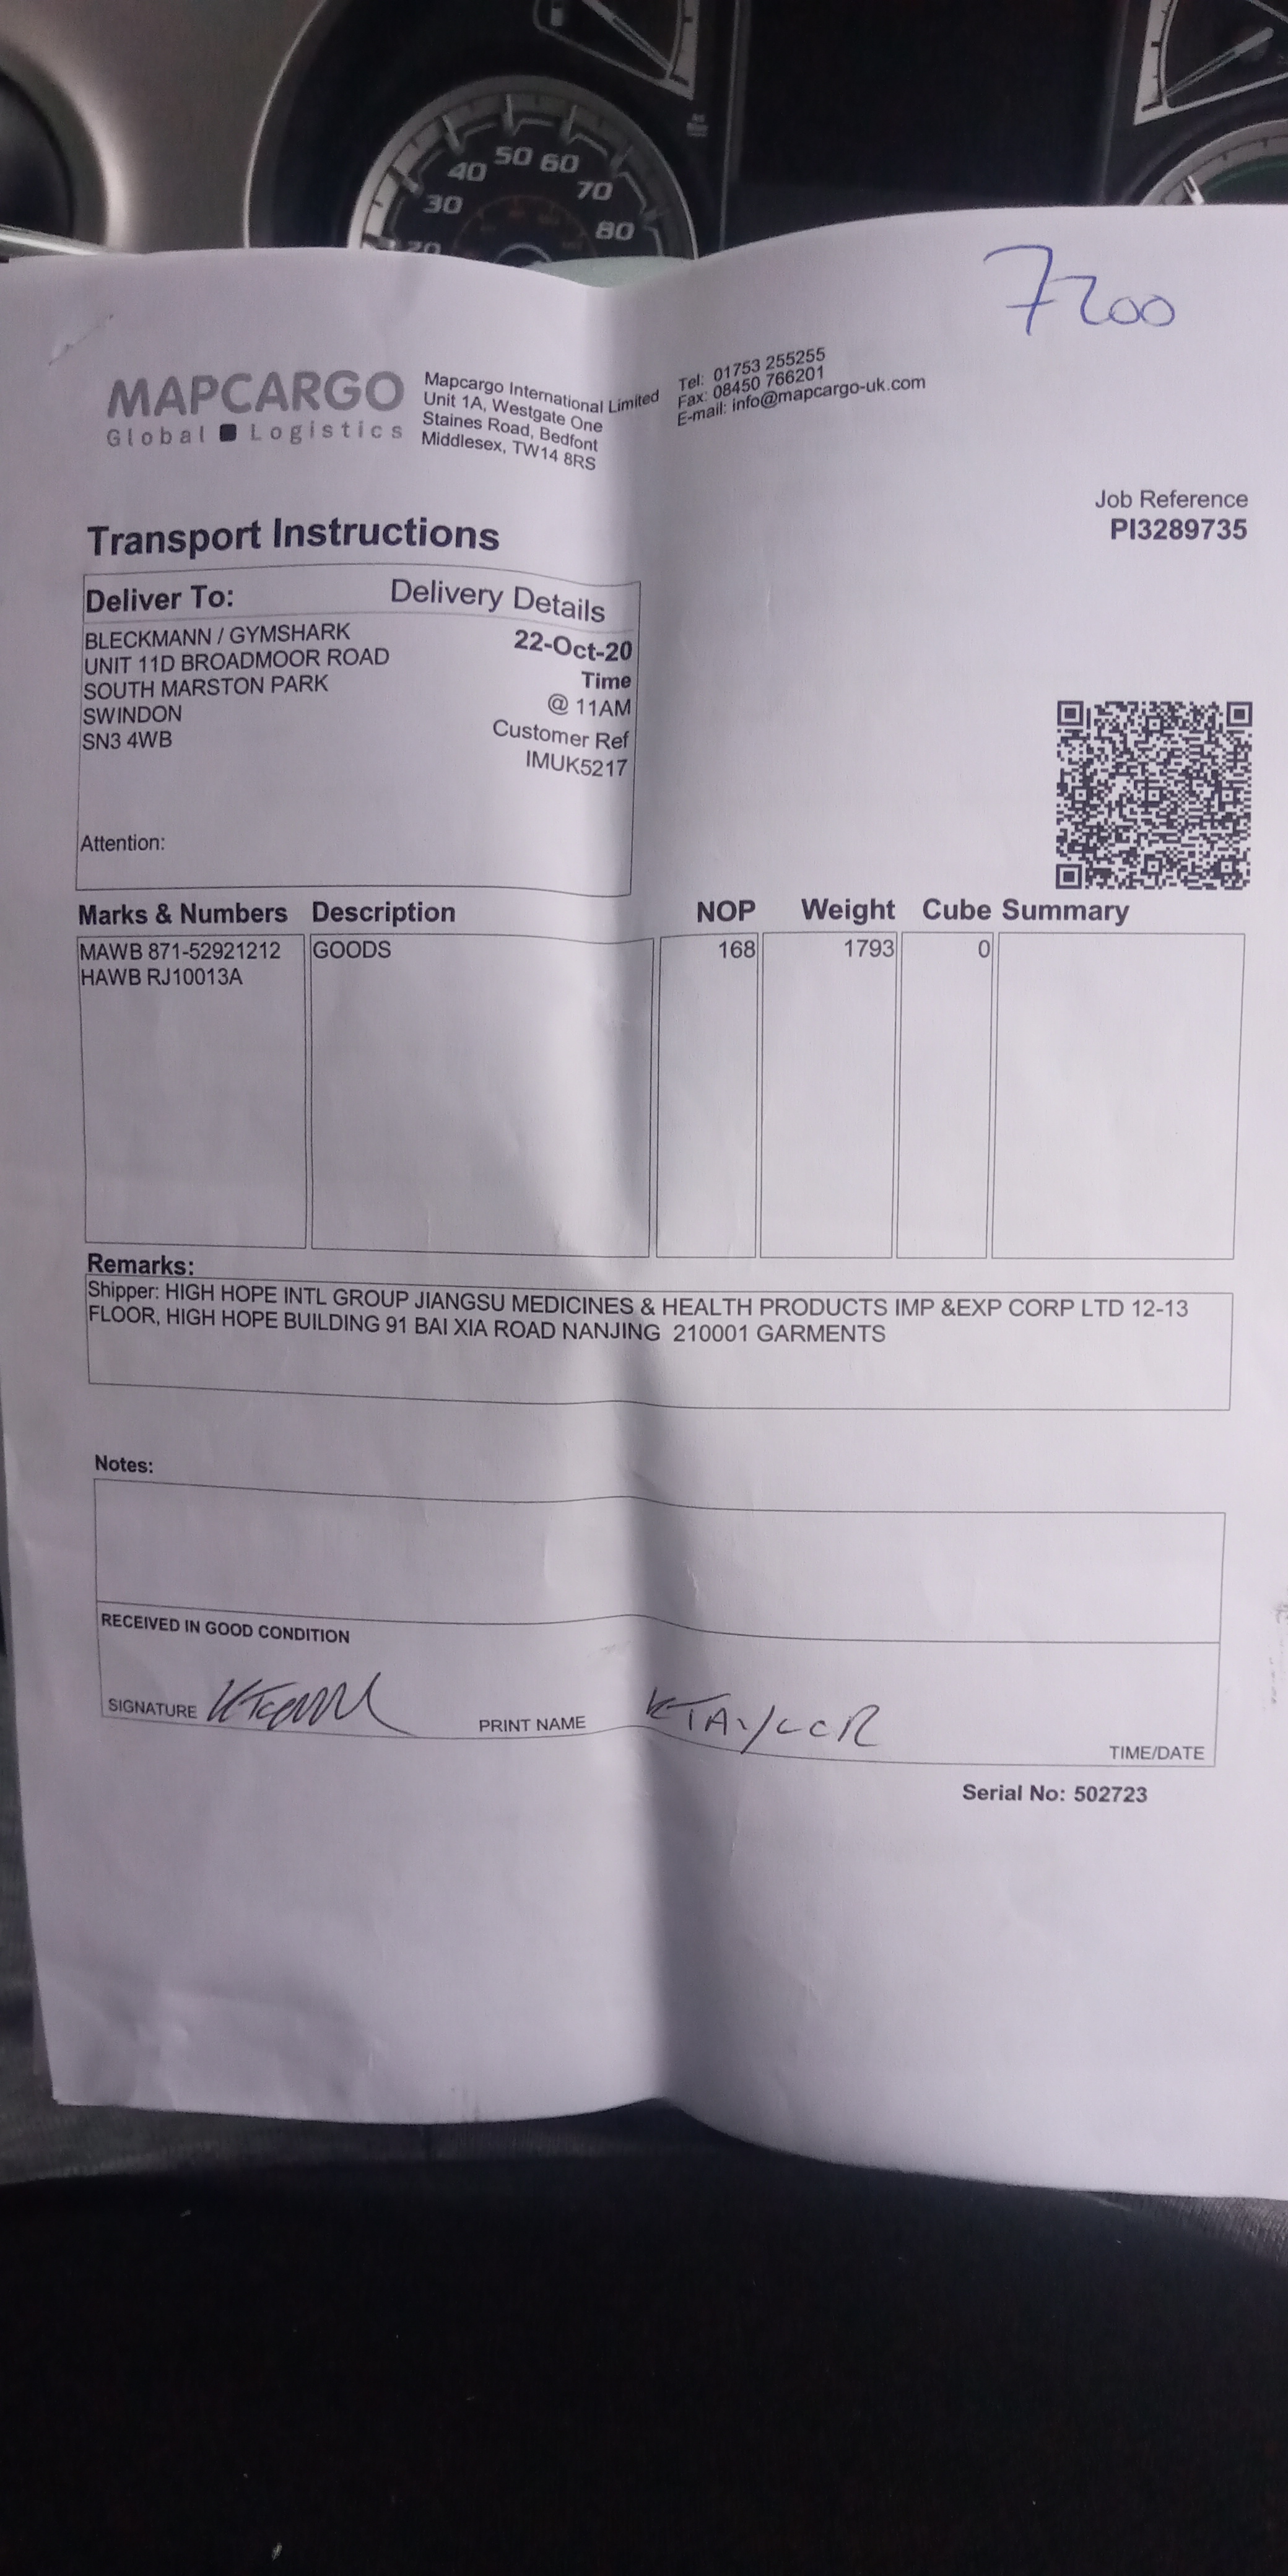 40 50 60
30 70
20 80
7200
MAPCARGO
Global Logistics
Mapcargo International Limited
Unit 1A, Westgate One
Staines Road, Bedfont
Middlesex, TW14 8RS
Tel: 01753 255255
Fax: 08450 766201
E-mail: info@mapcargo-uk.com
Job Reference
PI3289735
Transport Instructions
Deliver To: Delivery Details
BLECKMANN / GYMSHARK
UNIT 11D BROADMOOR ROAD
SOUTH MARSTON PARK
SWINDON
SN3 4WB
22-Oct-20
Time
@ 11AM
Customer Ref
IMUK5217
Attention:
Marks & Numbers Description NOP Weight Cube Summary
MAWB 871-52921212 GOODS 168 1793 0
HAWB RJ10013A
Remarks:
Shipper: HIGH HOPE INTL GROUP JIANGSU MEDICINES & HEALTH PRODUCTS IMP &EXP CORP LTD 12-13
FLOOR, HIGH HOPE BUILDING 91 BAI XIA ROAD NANJING 210001 GARMENTS
Notes:
RECEIVED IN GOOD CONDITION
SIGNATURE PRINT NAME K TAYLOR TIME/DATE
Serial No: 502723